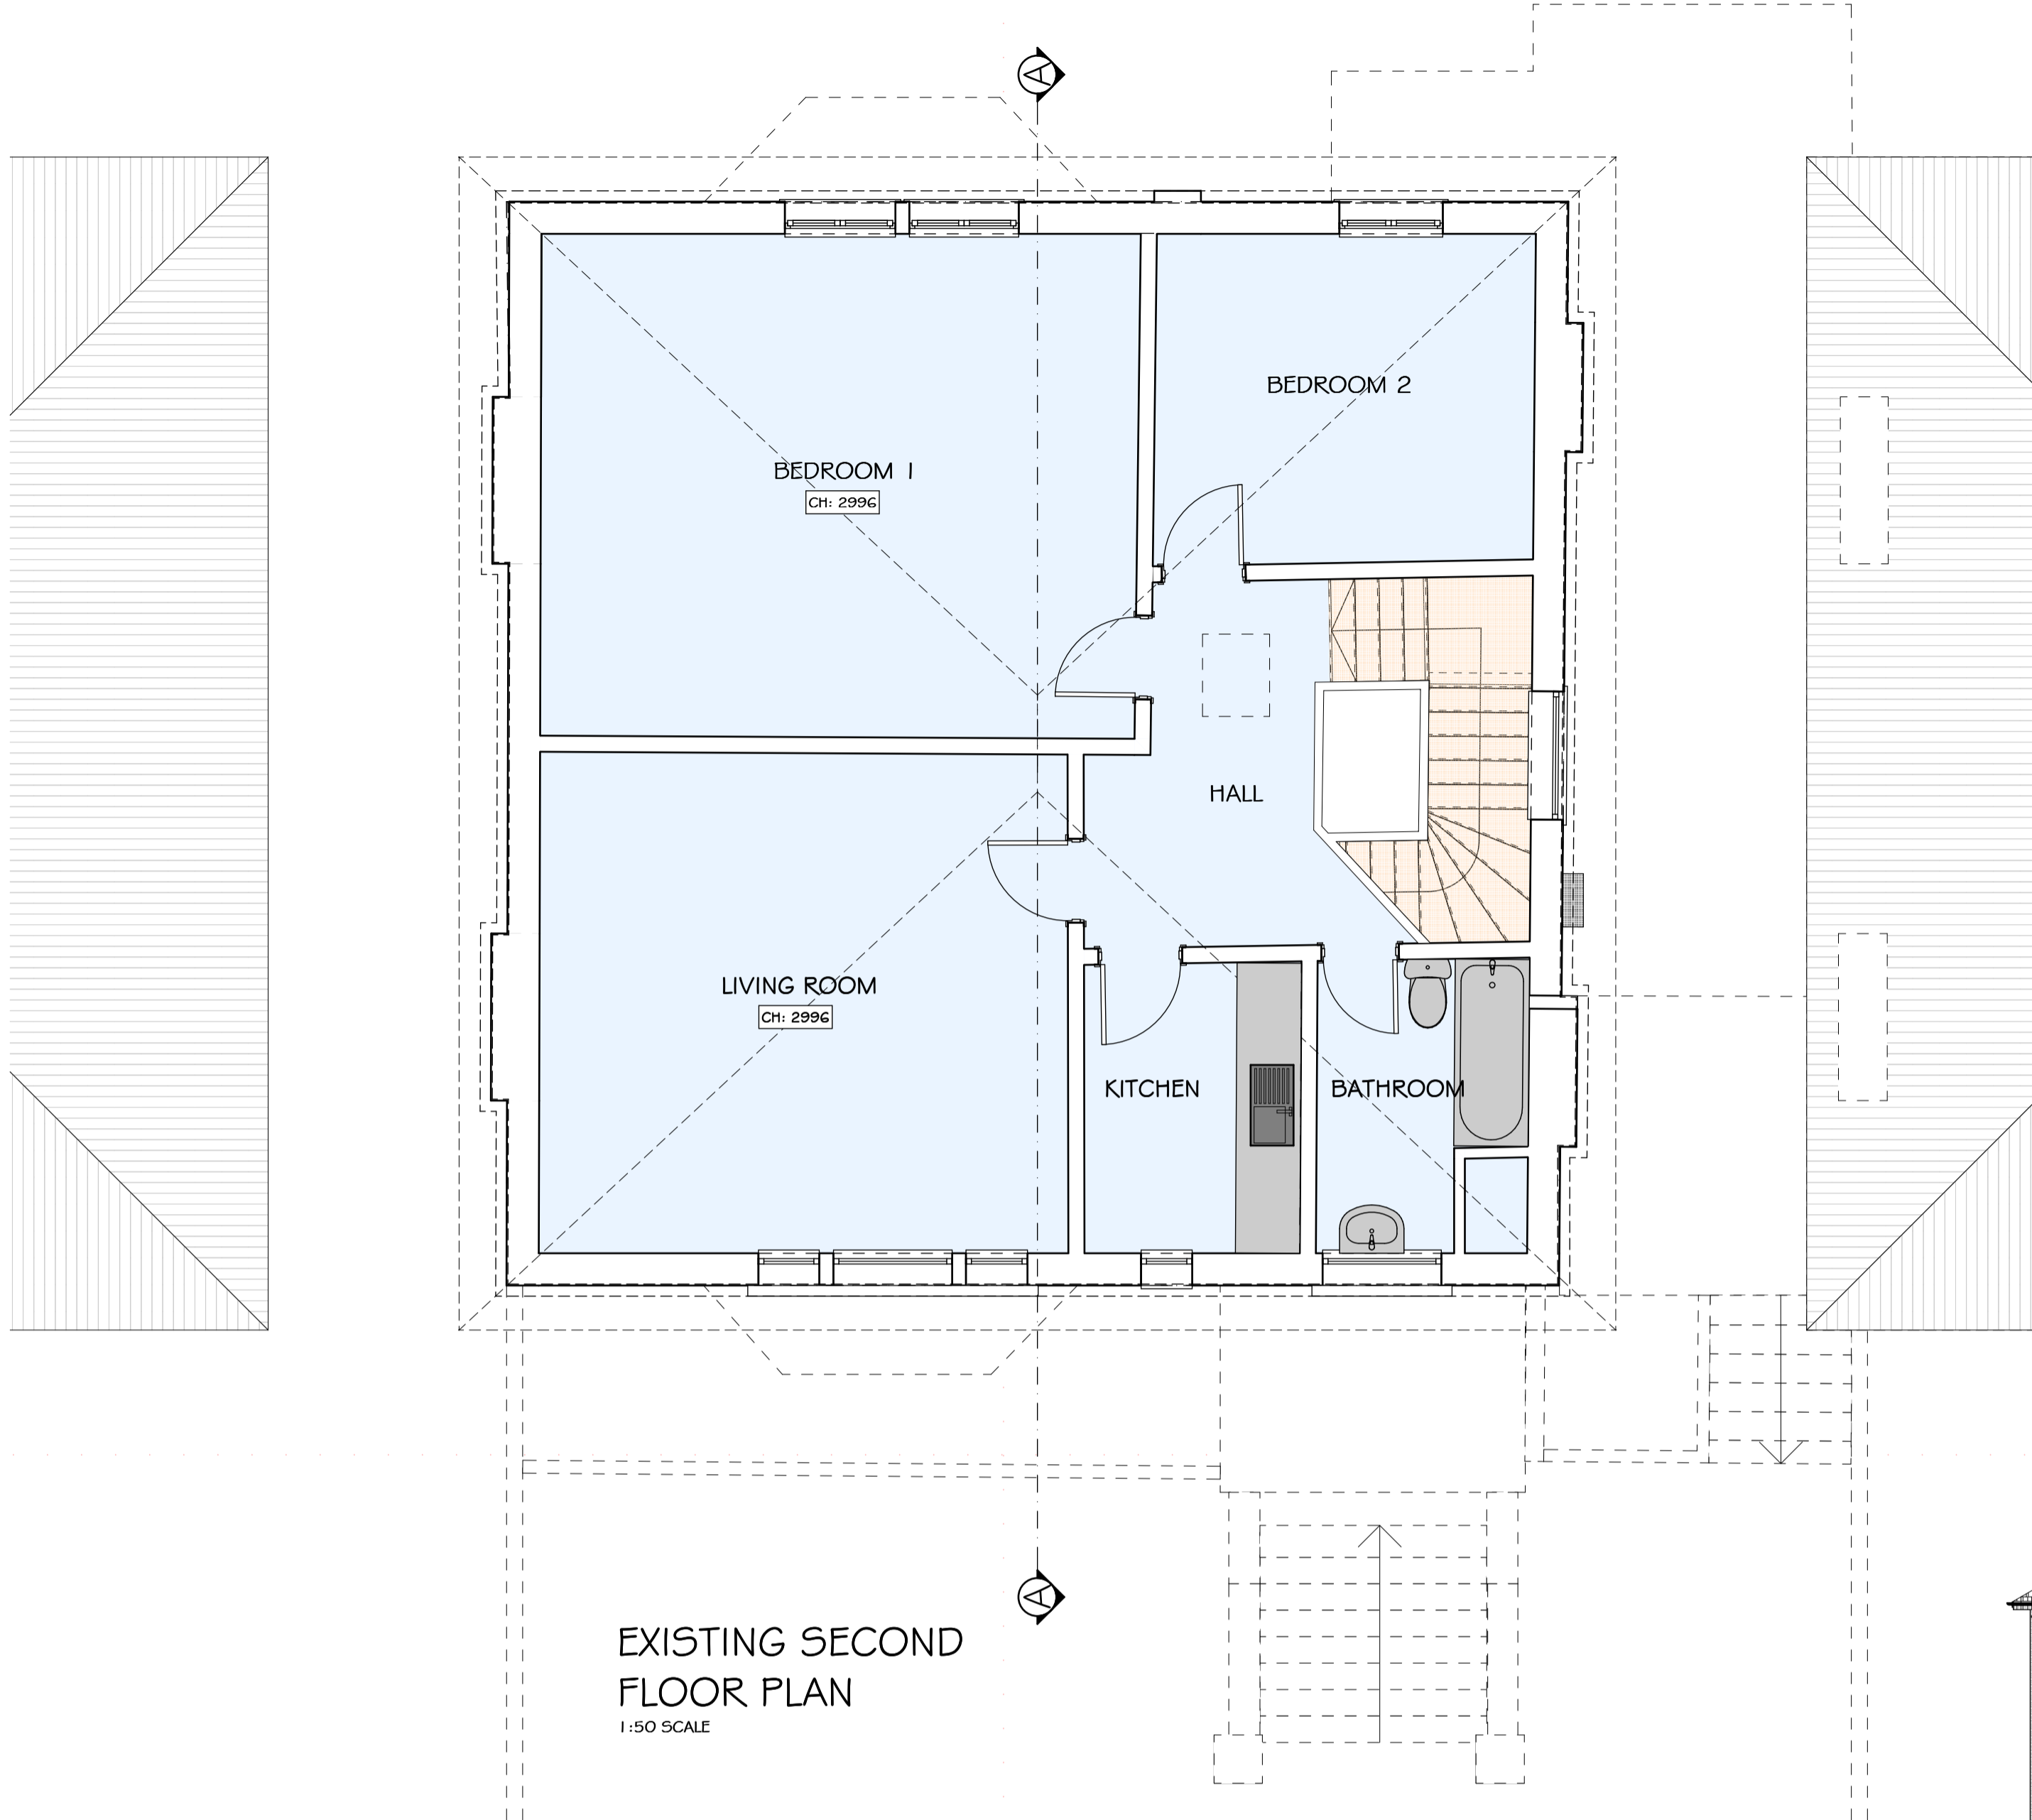 A
BEDROOM 2
BEDROOM 1
CH: 2996
HALL
LIVING ROOM
CH: 2996
KITCHEN
BATHROOM
A
EXISTING SECOND
FLOOR PLAN
1:50 SCALE